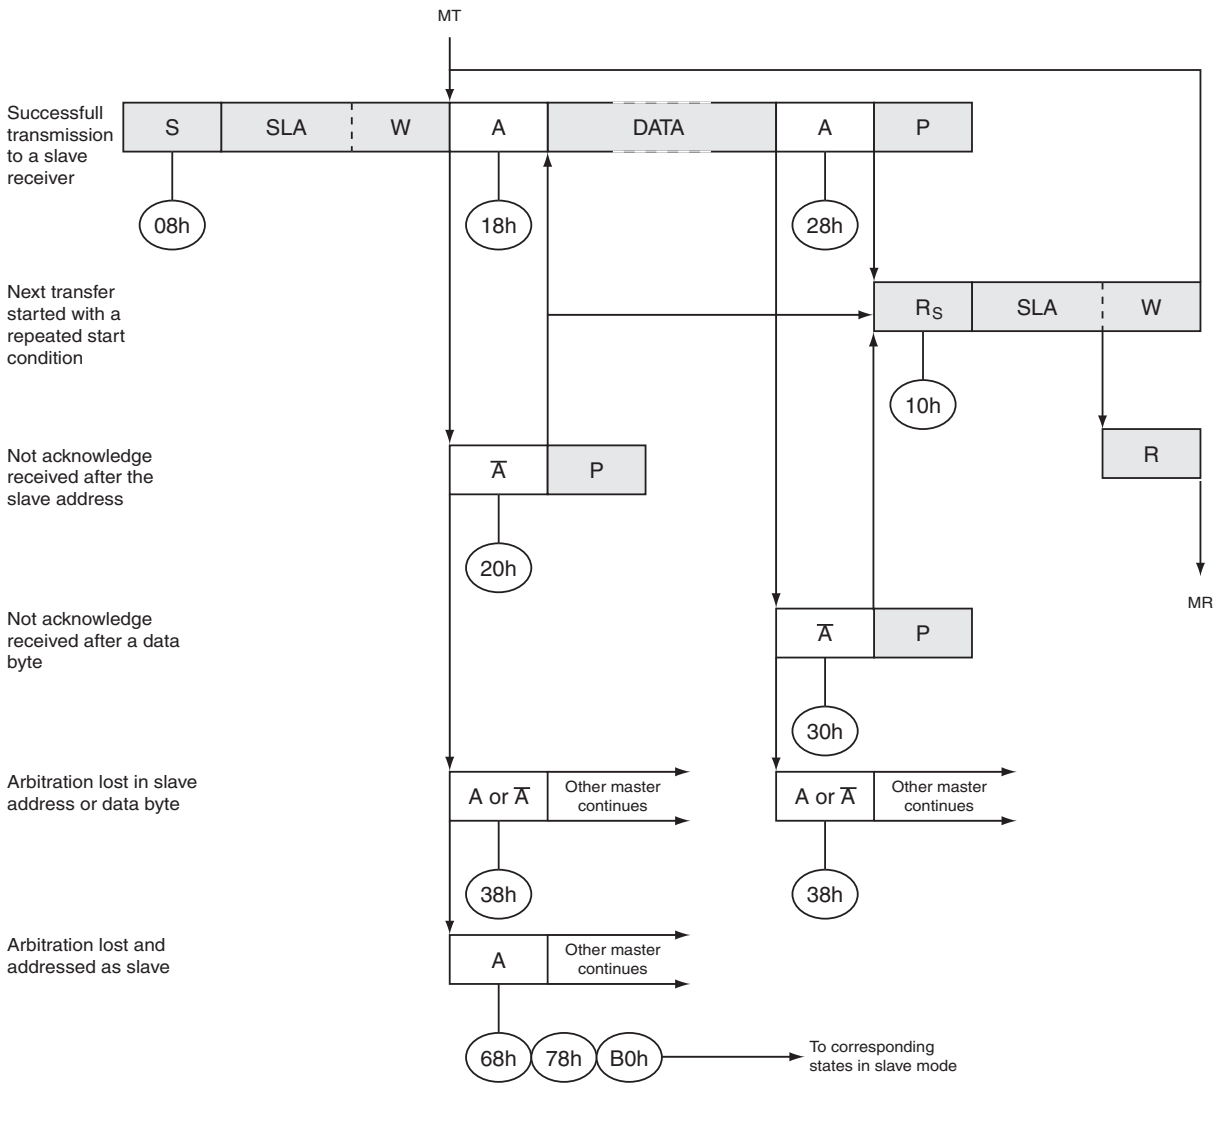 MT
Successfull
transmission
to a slave
receiver
S SLA W A DATA A P
08h 18h 28h
Next transfer
started with a
repeated start
condition
RS SLA W
10h
Not acknowledge
received after the
slave address
A̅ P
R
20h
MR
Not acknowledge
received after a data
byte
A̅ P
30h
Arbitration lost in slave
address or data byte
A or A̅
Other master
continues
A or A̅
Other master
continues
38h 38h
Arbitration lost and
addressed as slave
A
Other master
continues
68h 78h B0h
To corresponding
states in slave mode